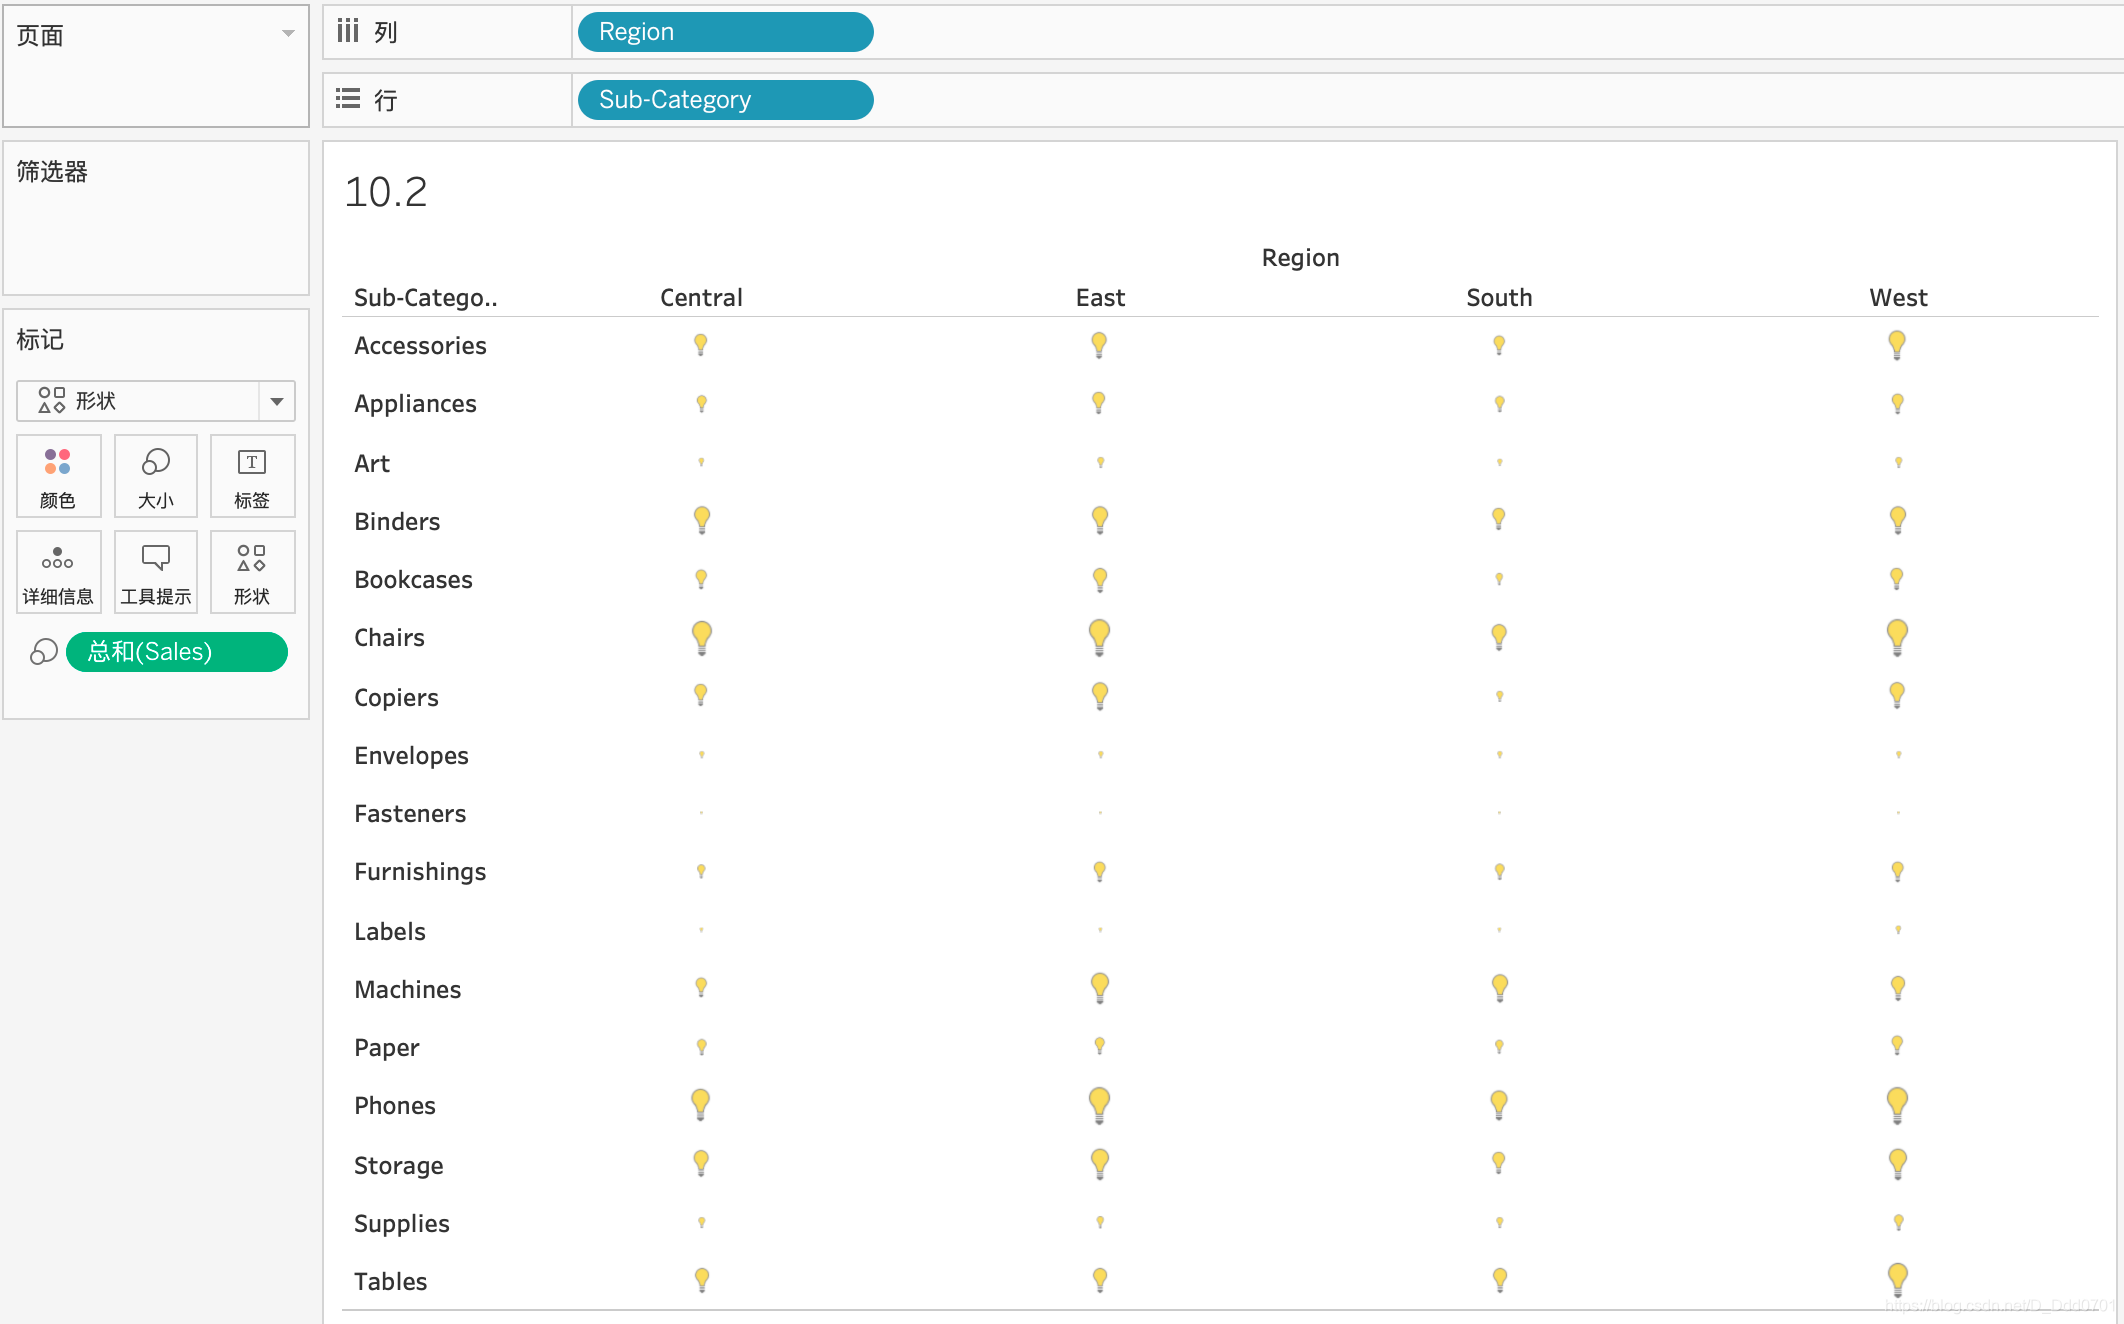 页面
列
Region
行
Sub-Category
筛选器
标记
形状
颜色
大小
T
标签
详细信息
工具提示
形状
总和(Sales)
10.2
Region
Sub-Catego..
Central
East
South
West
Accessories
Appliances
Art
Binders
Bookcases
Chairs
Copiers
Envelopes
Fasteners
Furnishings
Labels
Machines
Paper
Phones
Storage
Supplies
Tables
https://blog.csdn.net/D_Ddd0701